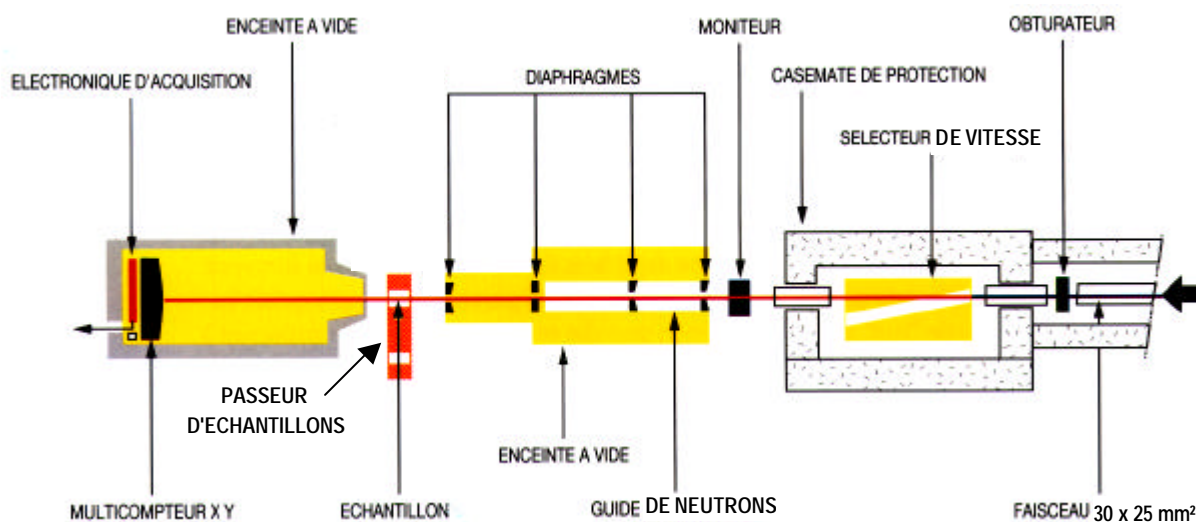 ENCEINTE A VIDE
MONITEUR
OBTURATEUR
ELECTRONIQUE D'ACQUISITION
DIAPHRAGMES
CASEMATE DE PROTECTION
SELECTEUR DE VITESSE
PASSEUR
D'ECHANTILLONS
ENCEINTE A VIDE
MULTICOMPTEUR X Y
ECHANTILLON
GUIDE DE NEUTRONS
FAISCEAU 30 x 25 mm²